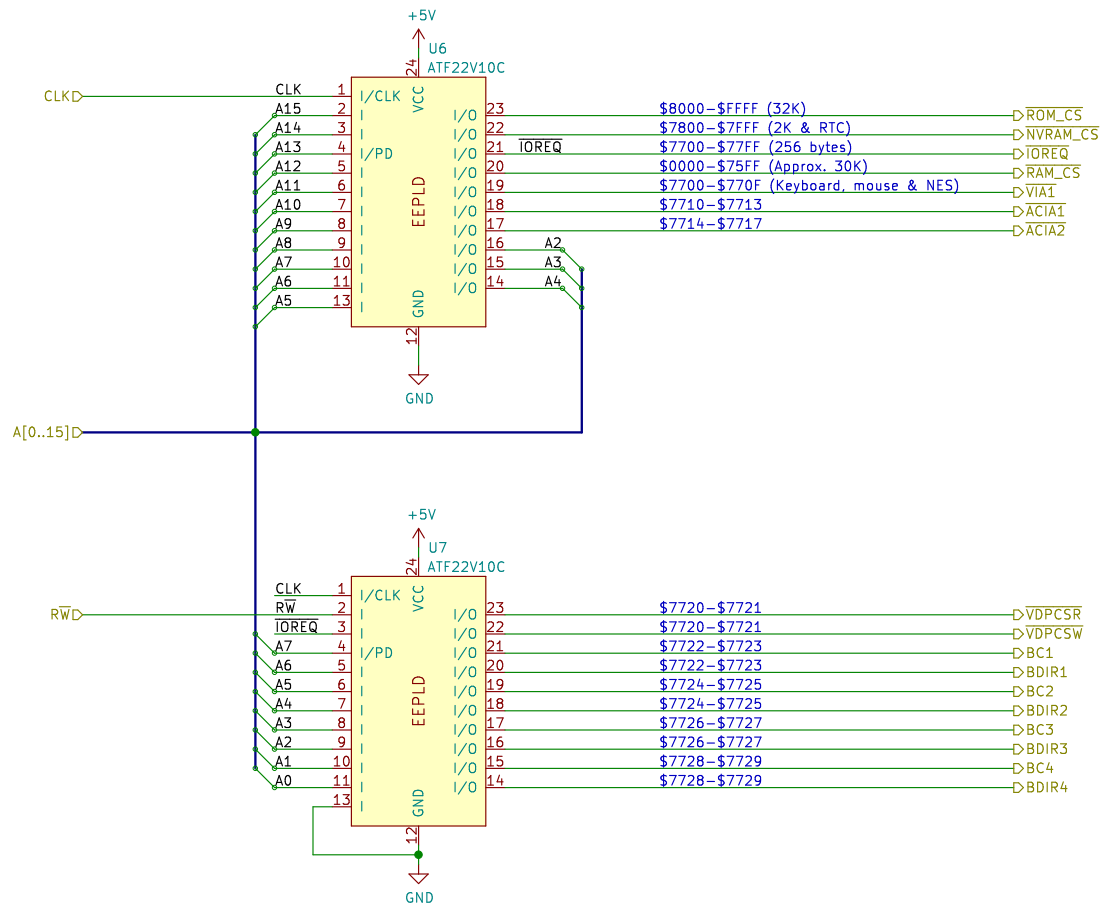 +5V
U6
ATF22V10C
24
VCC
CLK
CLK
1
I/CLK
A15
2
I
I/O
23
$8000-$FFFF (32K)
ROM_CS
A14
3
I
I/O
22
$7800-$7FFF (2K & RTC)
NVRAM_CS
A13
4
I/PD
I/O
21
IOREQ
$7700-$77FF (256 bytes)
IOREQ
A12
5
I
I/O
20
$0000-$75FF (Approx. 30K)
RAM_CS
A11
6
I
EEPLD
I/O
19
$7700-$770F (Keyboard, mouse & NES)
VIA1
A10
7
I
I/O
18
$7710-$7713
ACIA1
A9
8
I
I/O
17
$7714-$7717
ACIA2
A8
9
I
I/O
16
A2
A7
10
I
I/O
15
A3
A6
11
I
I/O
14
A4
A5
13
I
GND
12
GND
A[0..15]
+5V
U7
ATF22V10C
24
VCC
CLK
1
I/CLK
RW
RW
2
I
I/O
23
$7720-$7721
VDPCSR
IOREQ
3
I
I/O
22
$7720-$7721
VDPCSW
A7
4
I/PD
I/O
21
$7722-$7723
BC1
A6
5
I
I/O
20
$7722-$7723
BDIR1
A5
6
I
EEPLD
I/O
19
$7724-$7725
BC2
A4
7
I
I/O
18
$7724-$7725
BDIR2
A3
8
I
I/O
17
$7726-$7727
BC3
A2
9
I
I/O
16
$7726-$7727
BDIR3
A1
10
I
I/O
15
$7728-$7729
BC4
A0
11
I
I/O
14
$7728-$7729
BDIR4
13
I
GND
12
GND